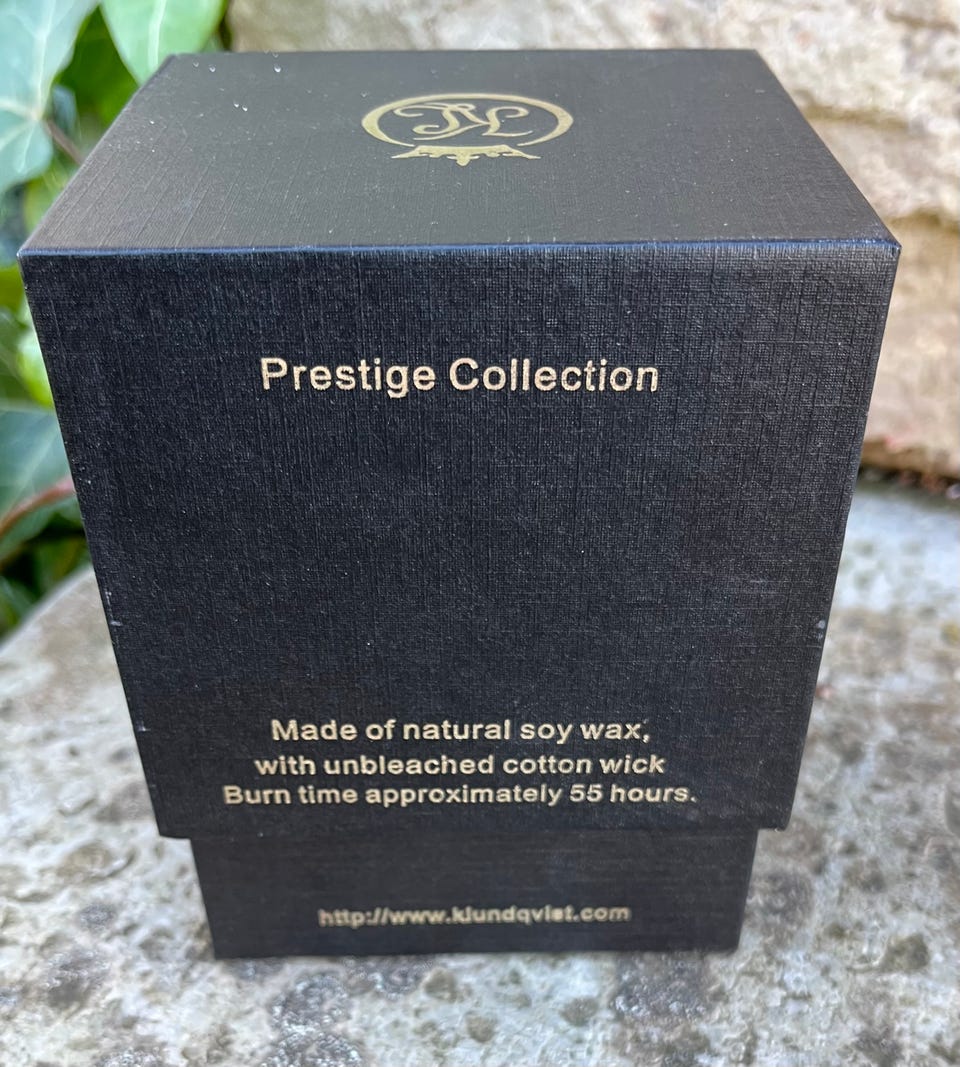 Prestige Collection
Made of natural soy wax,
with unbleached cotton wick
Burn time approximately 55 hours.
http://www.klundqvist.com